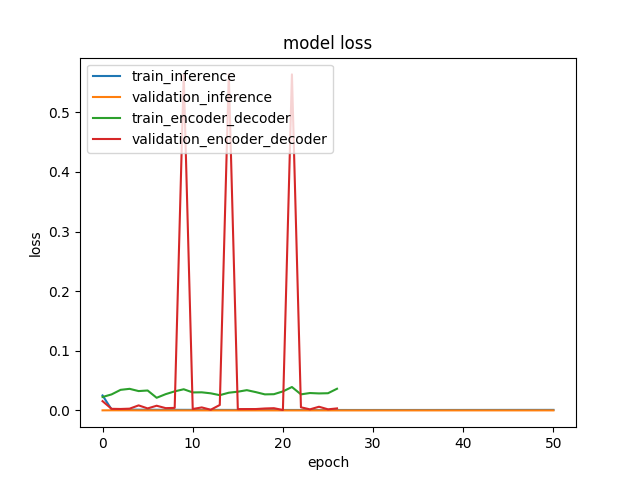 model loss
train_inference
validation_inference
train_encoder_decoder
validation_encoder_decoder
loss
0.5
0.4
0.3
0.2
0.1
0.0
0 10 20 30 40 50
epoch